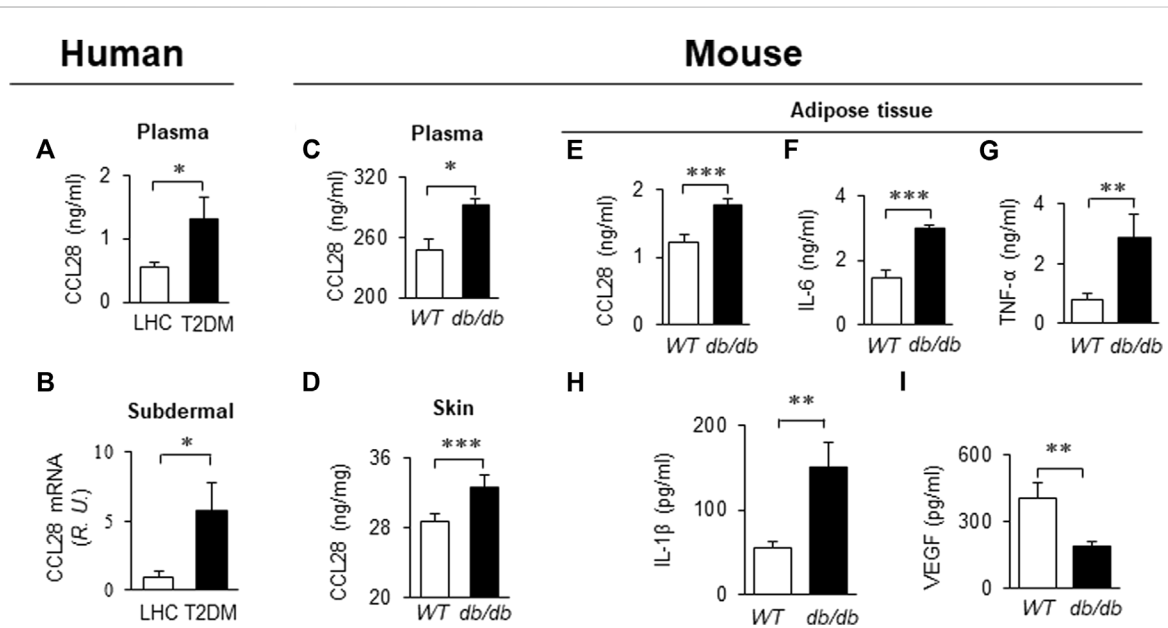 Human
Mouse
Adipose tissue
A
Plasma
CCL28 (ng/ml)
2
1
0
*
LHC T2DM
C
Plasma
CCL28 (ng/ml)
320
260
200
*
WT db/db
E
CCL28 (ng/ml)
2
1
0
***
WT db/db
F
IL-6 (ng/ml)
4
2
0
***
WT db/db
G
TNF-α (ng/ml)
4
2
0
**
WT db/db
B
Subdermal
CCL28 mRNA
(R. U.)
10
5
0
*
LHC T2DM
D
Skin
CCL28 (ng/mg)
36
28
20
***
WT db/db
H
IL-1β (pg/ml)
200
100
0
**
WT db/db
I
VEGF (pg/ml)
600
300
0
**
WT db/db